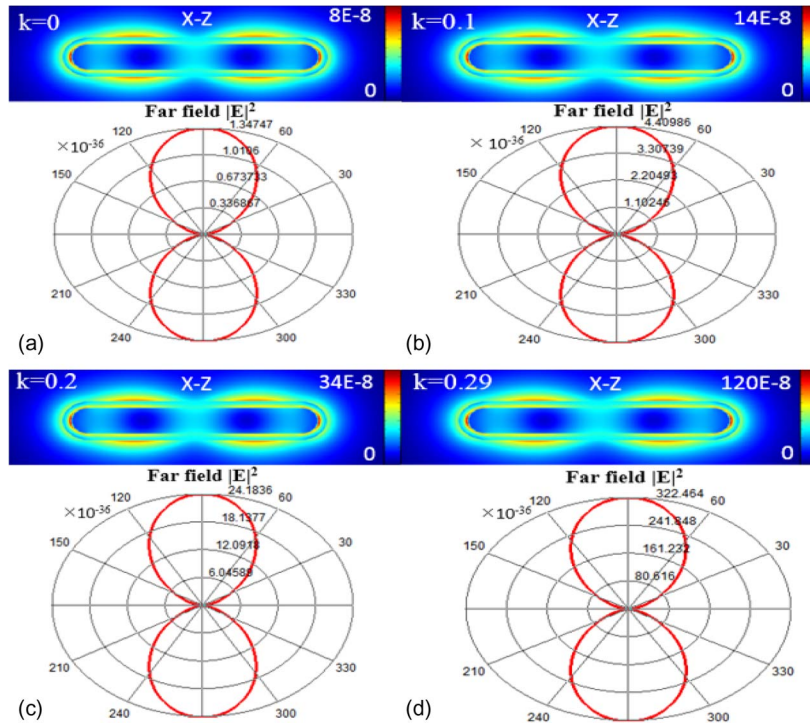 k=0 X-Z 8E-8
0
Far field |E|²
×10⁻³⁶ 120 1.34747 60
1.0106
150 0.673733 30
0.336867
210 330
240 300
(a)
k=0.1 X-Z 14E-8
0
Far field |E|²
×10⁻³⁶ 120 4.40986 60
3.30739
150 2.20493 30
1.10246
210 330
240 300
(b)
k=0.2 X-Z 34E-8
0
Far field |E|²
×10⁻³⁶ 120 24.1836 60
18.1377
150 12.0918 30
6.04589
210 330
240 300
(c)
k=0.29 X-Z 120E-8
0
Far field |E|²
×10⁻³⁶ 120 322.464 60
241.848
150 161.232 30
80.616
210 330
240 300
(d)